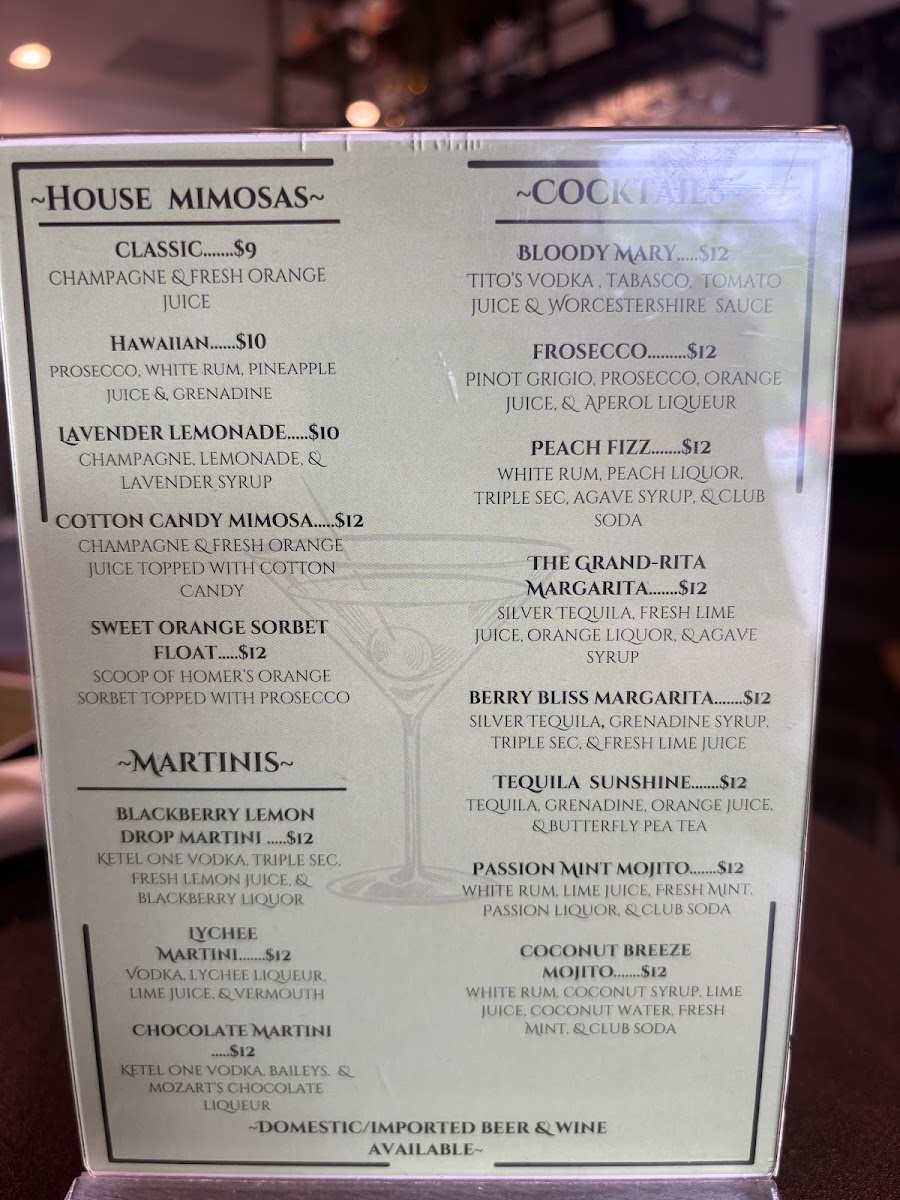 ~HOUSE MIMOSAS~
CLASSIC.......$9
CHAMPAGNE & FRESH ORANGE
JUICE
HAWAIIAN......$10
PROSECCO, WHITE RUM, PINEAPPLE
JUICE & GRENADINE
LAVENDER LEMONADE.....$10
CHAMPAGNE, LEMONADE, &
LAVENDER SYRUP
COTTON CANDY MIMOSA.....$12
CHAMPAGNE & FRESH ORANGE
JUICE TOPPED WITH COTTON
CANDY
SWEET ORANGE SORBET
FLOAT.....$12
SCOOP OF HOMER'S ORANGE
SORBET TOPPED WITH PROSECCO
~MARTINIS~
BLACKBERRY LEMON
DROP MARTINI .....$12
KETEL ONE VODKA, TRIPLE SEC,
FRESH LEMON JUICE, &
BLACKBERRY LIQUOR
LYCHEE
MARTINI.......$12
VODKA, LYCHEE LIQUEUR,
LIME JUICE, & VERMOUTH
CHOCOLATE MARTINI
.....$12
KETEL ONE VODKA, BAILEYS, &
MOZART'S CHOCOLATE
LIQUEUR
~COCKTAILS~
BLOODY MARY.....$12
TITO'S VODKA , TABASCO, TOMATO
JUICE & WORCESTERSHIRE SAUCE
FROSECCO.........$12
PINOT GRIGIO, PROSECCO, ORANGE
JUICE, & APEROL LIQUEUR
PEACH FIZZ.......$12
WHITE RUM, PEACH LIQUOR,
TRIPLE SEC, AGAVE SYRUP, & CLUB
SODA
THE GRAND-RITA
MARGARITA.......$12
SILVER TEQUILA, FRESH LIME
JUICE, ORANGE LIQUOR, & AGAVE
SYRUP
BERRY BLISS MARGARITA.......$12
SILVER TEQUILA, GRENADINE SYRUP,
TRIPLE SEC, & FRESH LIME JUICE
TEQUILA SUNSHINE.......$12
TEQUILA, GRENADINE, ORANGE JUICE,
& BUTTERFLY PEA TEA
PASSION MINT MOJITO.......$12
WHITE RUM, LIME JUICE, FRESH MINT,
PASSION LIQUOR, & CLUB SODA
COCONUT BREEZE
MOJITO.......$12
WHITE RUM, COCONUT SYRUP, LIME
JUICE, COCONUT WATER, FRESH
MINT, & CLUB SODA
~DOMESTIC/IMPORTED BEER & WINE
AVAILABLE~